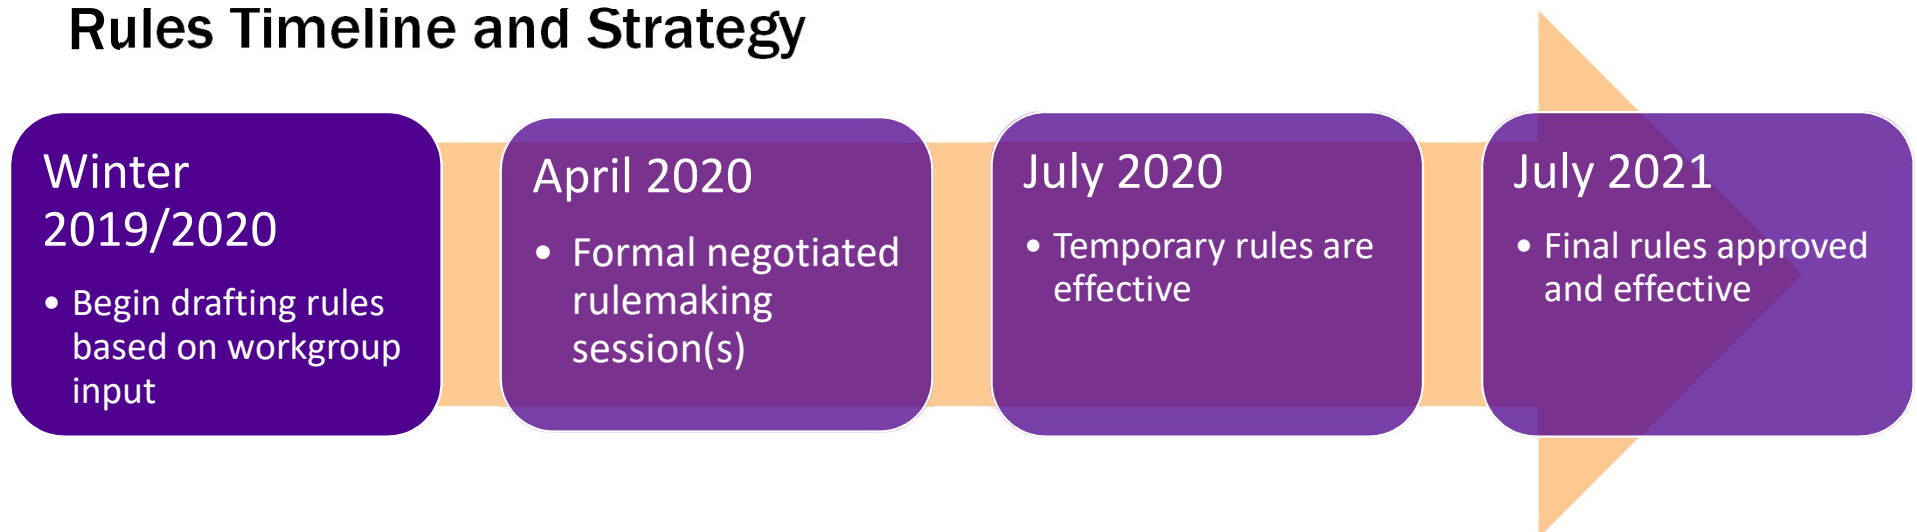 Rules Timeline and Strategy
Winter
2019/2020
• Begin drafting rules
based on workgroup
input
April 2020
• Formal negotiated
rulemaking
session(s)
July 2020
• Temporary rules are
effective
July 2021
• Final rules approved
and effective